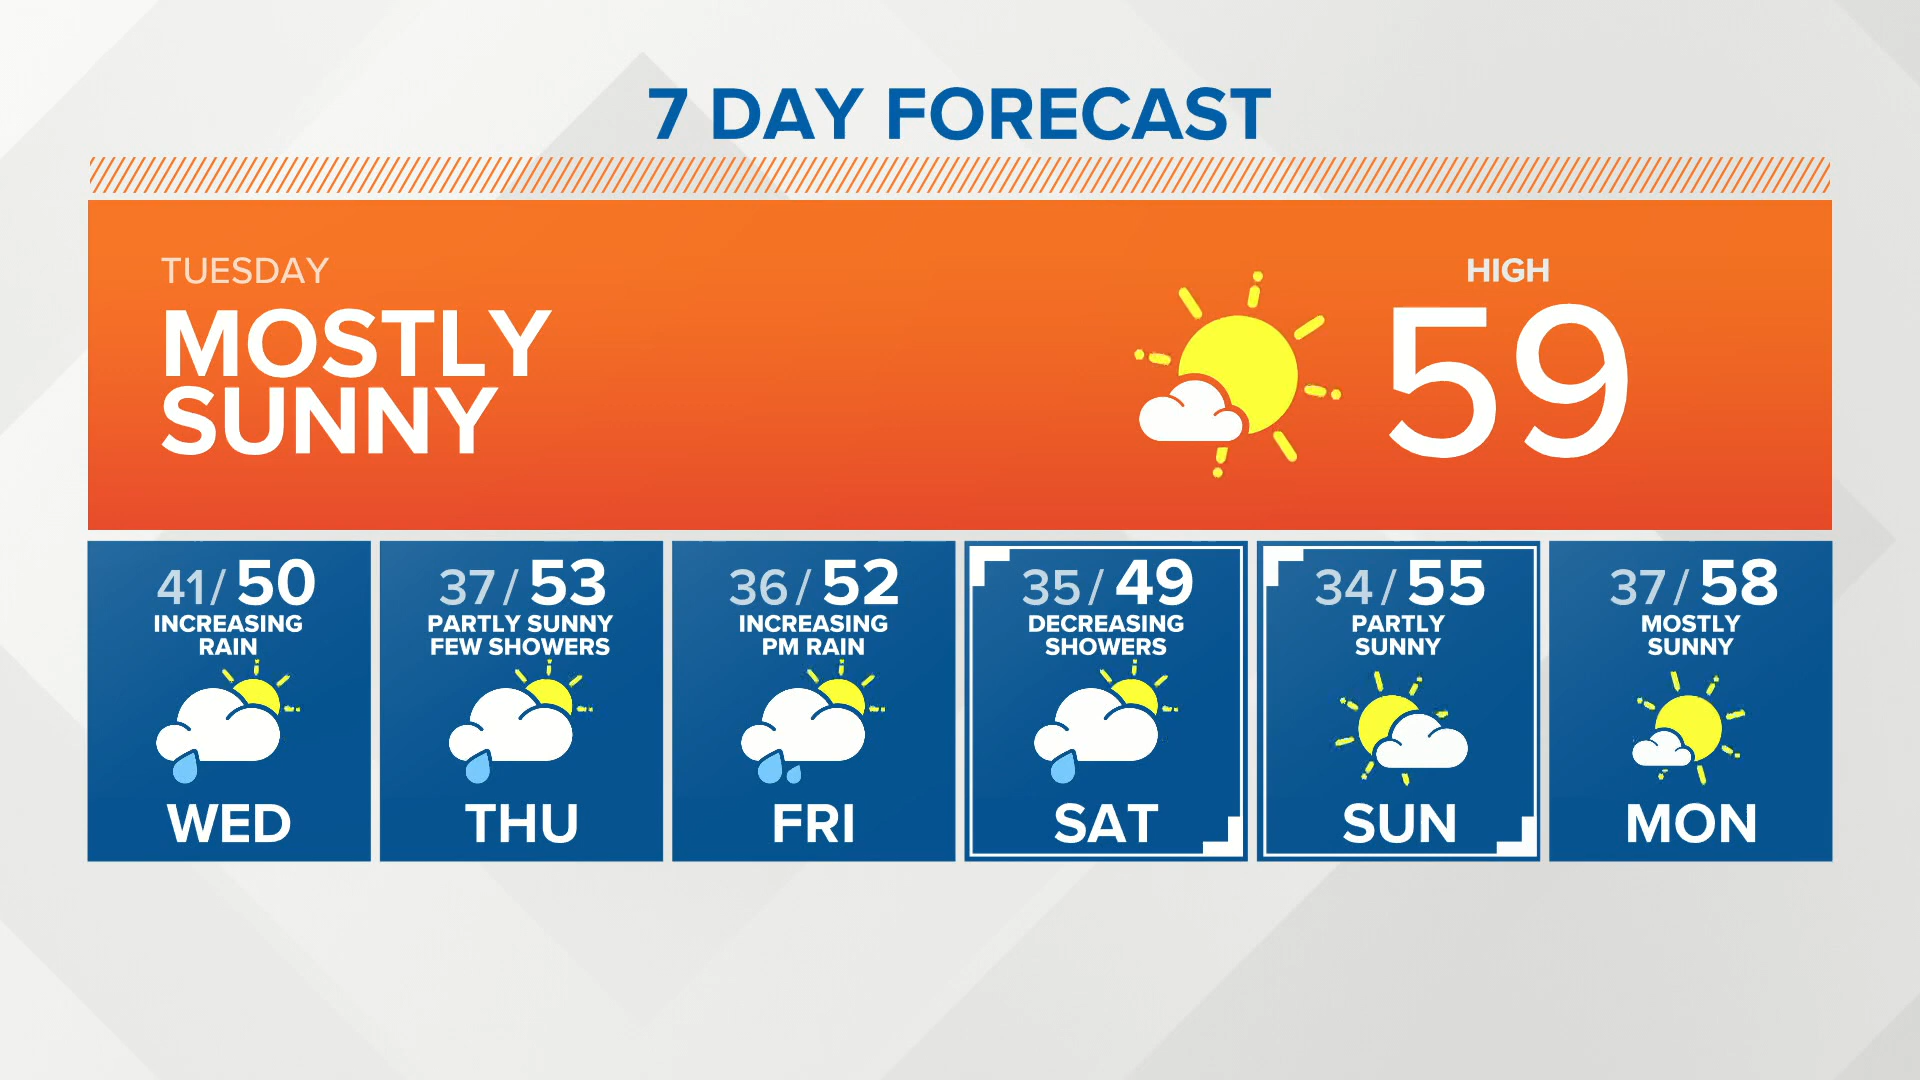 7 DAY FORECAST
TUESDAY
MOSTLY
SUNNY
HIGH
59
41/50
INCREASING
RAIN
WED
37/53
PARTLY SUNNY
FEW SHOWERS
THU
36/52
INCREASING
PM RAIN
FRI
35/49
DECREASING
SHOWERS
SAT
34/55
PARTLY
SUNNY
SUN
37/58
MOSTLY
SUNNY
MON